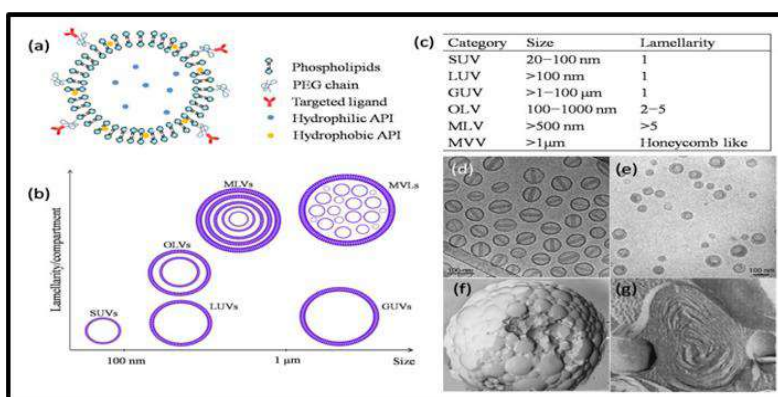 (a)
Phospholipids
PEG chain
Targeted ligand
Hydrophilic API
Hydrophobic API
(b)
Lamellarity/compartment
MLVs
MVLs
OLVs
SUVs
LUVs
GUVs
100 nm
1 μm
Size
(c)
Category Size Lamellarity
SUV 20−100 nm 1
LUV >100 nm 1
GUV >1−100 μm 1
OLV 100−1000 nm 2−5
MLV >500 nm >5
MVV >1μm Honeycomb like
(d)
100 nm
(e)
100 nm
(f)
(g)